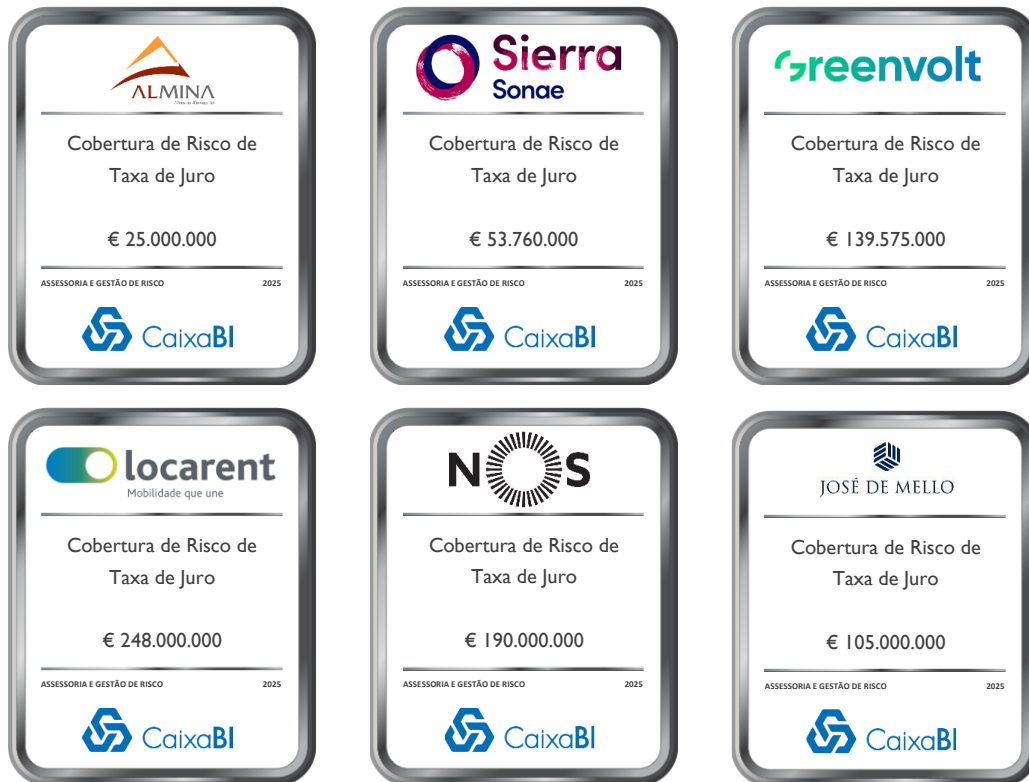 ALMINA
Minas do Alentejo, SA
Cobertura de Risco de
Taxa de Juro
€ 25.000.000
ASSESSORIA E GESTÃO DE RISCO 2025
CaixaBI
Sierra
Sonae
Cobertura de Risco de
Taxa de Juro
€ 53.760.000
ASSESSORIA E GESTÃO DE RISCO 2025
CaixaBI
Greenvolt
Cobertura de Risco de
Taxa de Juro
€ 139.575.000
ASSESSORIA E GESTÃO DE RISCO 2025
CaixaBI
locarent
Mobilidade que une
Cobertura de Risco de
Taxa de Juro
€ 248.000.000
ASSESSORIA E GESTÃO DE RISCO 2025
CaixaBI
NOS
Cobertura de Risco de
Taxa de Juro
€ 190.000.000
ASSESSORIA E GESTÃO DE RISCO 2025
CaixaBI
JOSÉ DE MELLO
Cobertura de Risco de
Taxa de Juro
€ 105.000.000
ASSESSORIA E GESTÃO DE RISCO 2025
CaixaBI